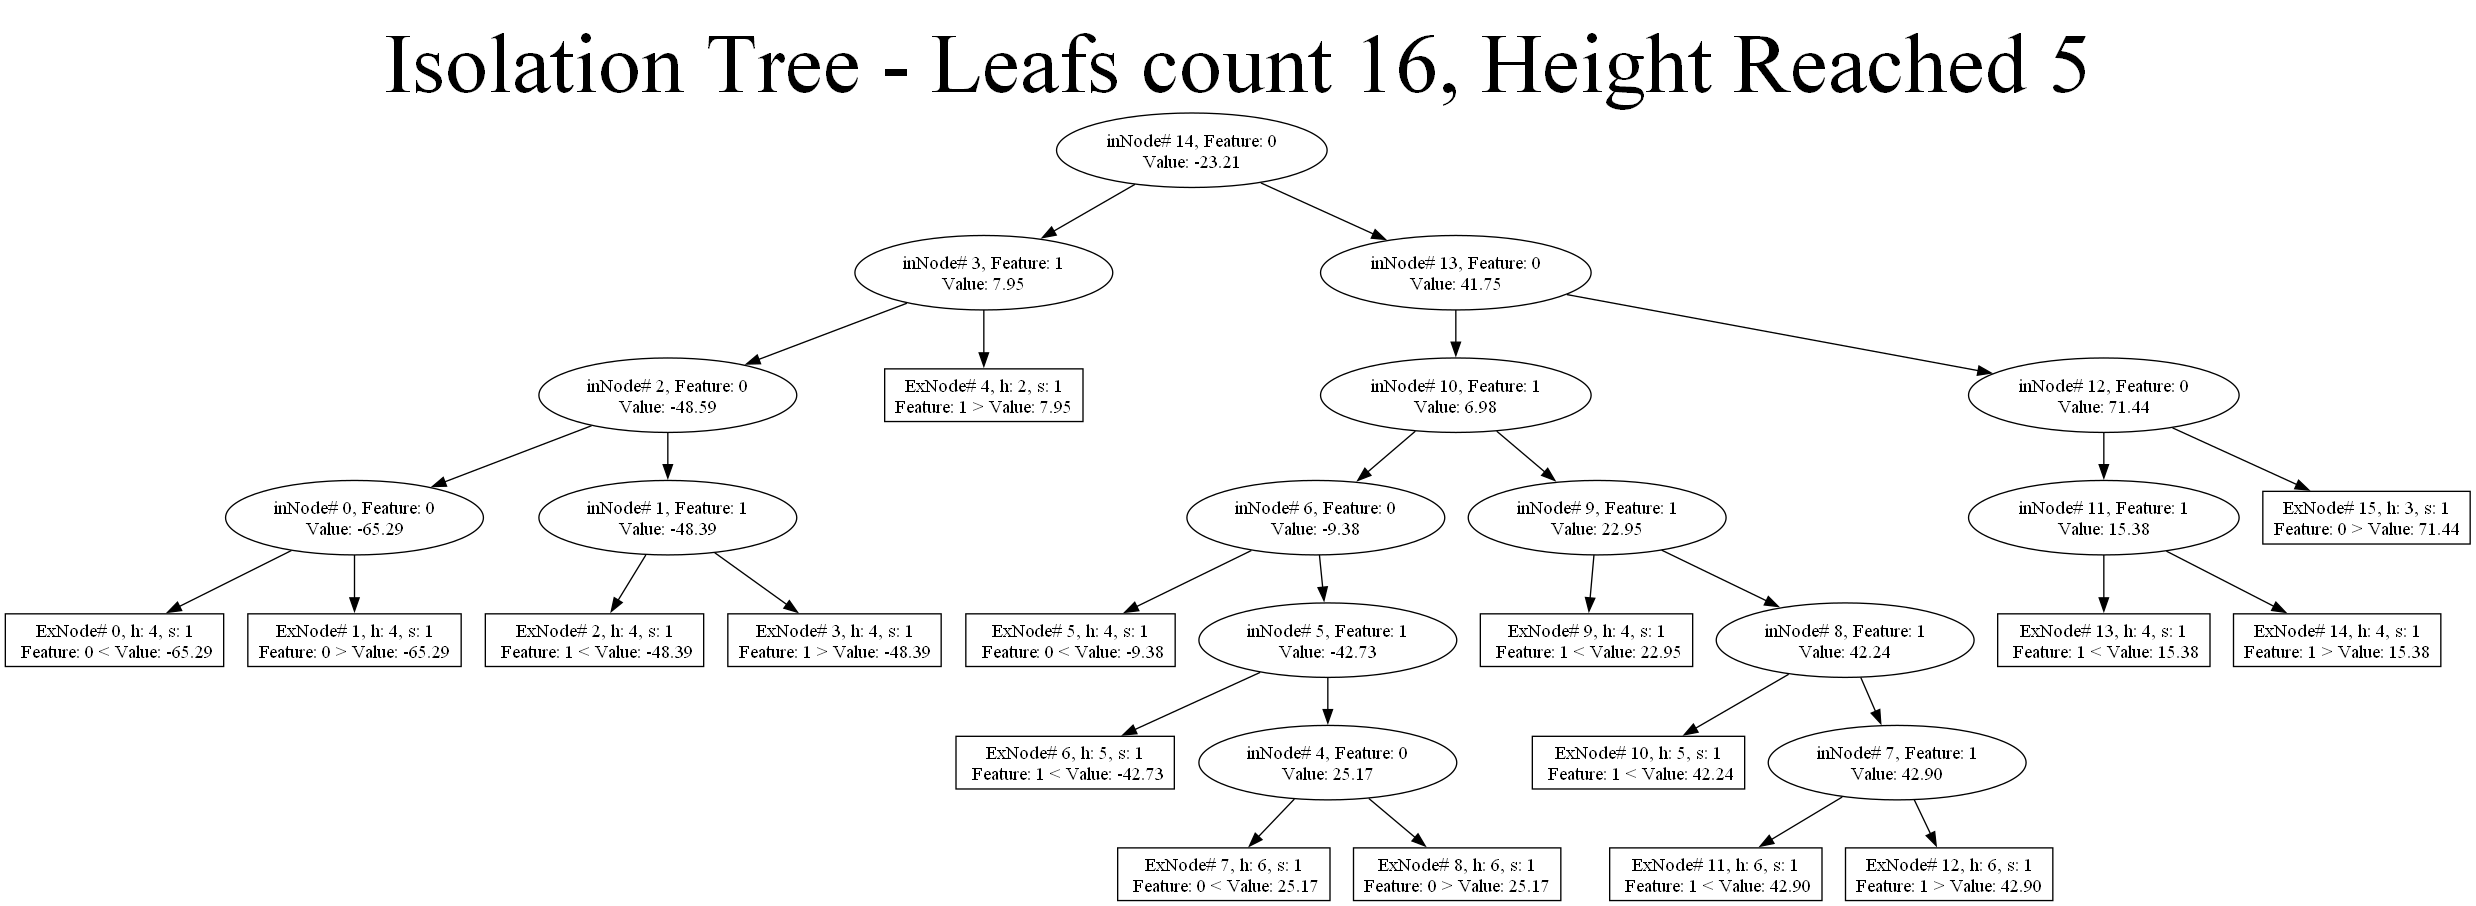 Isolation Tree - Leafs count 16, Height Reached 5
inNode# 14, Feature: 0
Value: -23.21
inNode# 3, Feature: 1
Value: 7.95
inNode# 13, Feature: 0
Value: 41.75
inNode# 2, Feature: 0
Value: -48.59
ExNode# 4, h: 2, s: 1
Feature: 1 > Value: 7.95
inNode# 10, Feature: 1
Value: 6.98
inNode# 12, Feature: 0
Value: 71.44
inNode# 0, Feature: 0
Value: -65.29
inNode# 1, Feature: 1
Value: -48.39
inNode# 6, Feature: 0
Value: -9.38
inNode# 9, Feature: 1
Value: 22.95
inNode# 11, Feature: 1
Value: 15.38
ExNode# 15, h: 3, s: 1
Feature: 0 > Value: 71.44
ExNode# 0, h: 4, s: 1
Feature: 0 < Value: -65.29
ExNode# 1, h: 4, s: 1
Feature: 0 > Value: -65.29
ExNode# 2, h: 4, s: 1
Feature: 1 < Value: -48.39
ExNode# 3, h: 4, s: 1
Feature: 1 > Value: -48.39
ExNode# 5, h: 4, s: 1
Feature: 0 < Value: -9.38
inNode# 5, Feature: 1
Value: -42.73
ExNode# 9, h: 4, s: 1
Feature: 1 < Value: 22.95
inNode# 8, Feature: 1
Value: 42.24
ExNode# 13, h: 4, s: 1
Feature: 1 < Value: 15.38
ExNode# 14, h: 4, s: 1
Feature: 1 > Value: 15.38
ExNode# 6, h: 5, s: 1
Feature: 1 < Value: -42.73
inNode# 4, Feature: 0
Value: 25.17
ExNode# 10, h: 5, s: 1
Feature: 1 < Value: 42.24
inNode# 7, Feature: 1
Value: 42.90
ExNode# 7, h: 6, s: 1
Feature: 0 < Value: 25.17
ExNode# 8, h: 6, s: 1
Feature: 0 > Value: 25.17
ExNode# 11, h: 6, s: 1
Feature: 1 < Value: 42.90
ExNode# 12, h: 6, s: 1
Feature: 1 > Value: 42.90